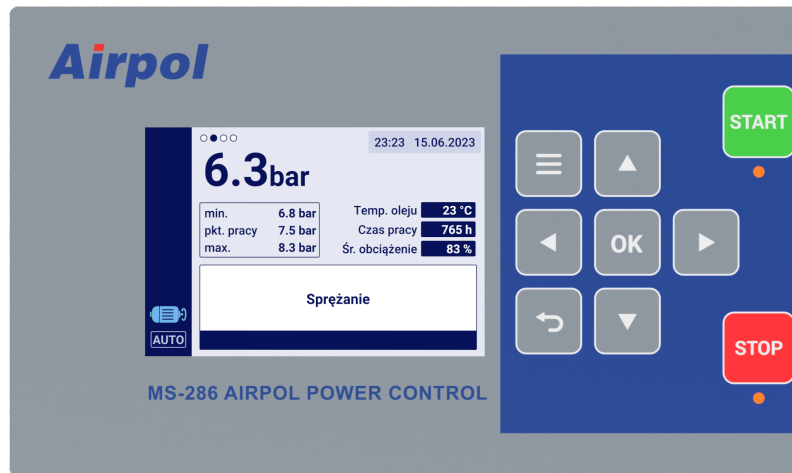 Airpol
23:23 15.06.2023
6.3bar
min. 6.8 bar
pkt. pracy 7.5 bar
max. 8.3 bar
Temp. oleju 23 °C
Czas pracy 765 h
Śr. obciążenie 83 %
Sprężanie
AUTO
MS-286 AIRPOL POWER CONTROL
START
OK
STOP